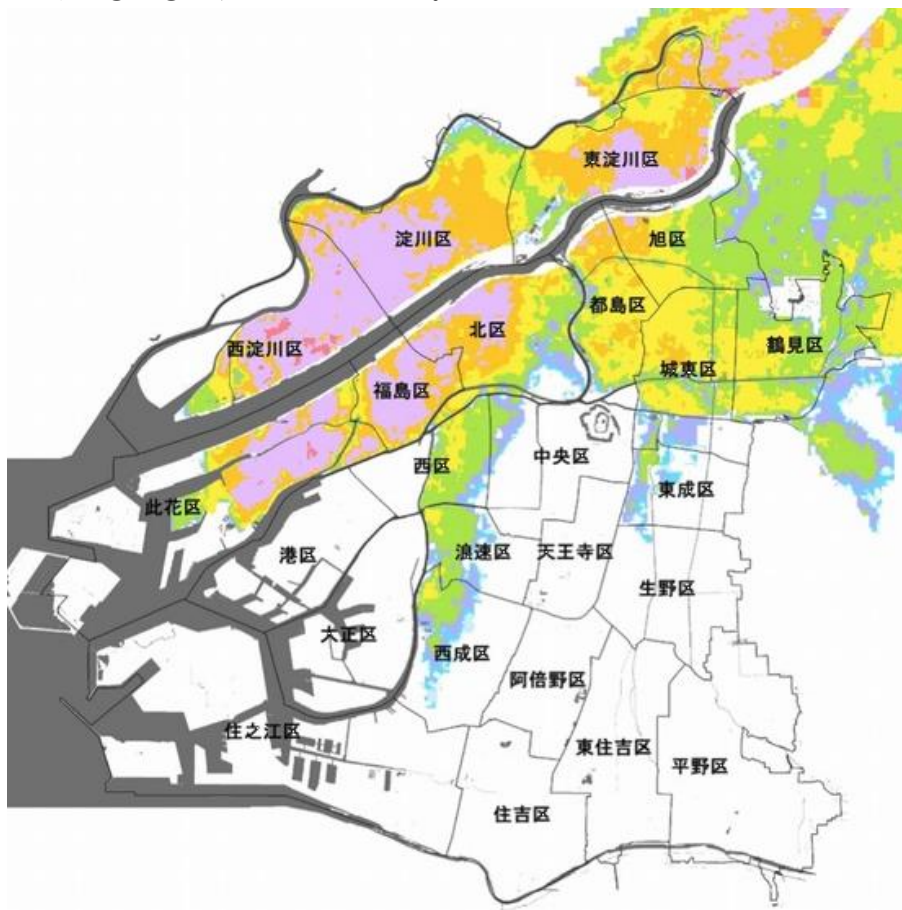 東淀川区
淀川区
旭区
都島区
北区
西淀川区
鶴見区
城東区
福島区
中央区
西区
東成区
此花区
浪速区
天王寺区
港区
生野区
大正区
西成区
阿倍野区
住之江区
東住吉区
平野区
住吉区